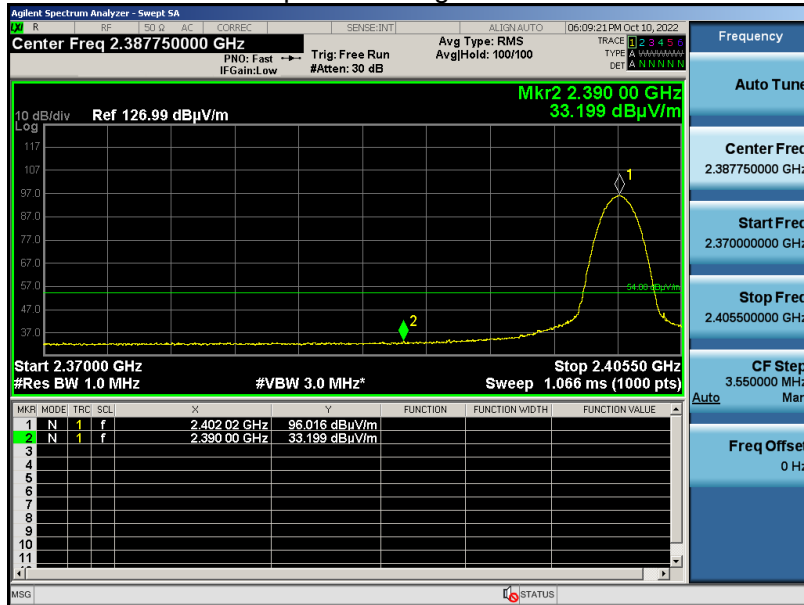 Agilent Spectrum Analyzer - Swept SA
LXI R RF 50 Ω AC CORREC SENSE:INT ALIGN AUTO 06:09:21 PM Oct 10, 2022
Center Freq 2.387750000 GHz
PNO: Fast
IFGain:Low
Trig: Free Run
#Atten: 30 dB
Avg Type: RMS
Avg|Hold: 100/100
TRACE 1 2 3 4 5 6
TYPE A
DET A N N N N N
Mkr2 2.390 00 GHz
33.199 dBµV/m
10 dB/div Ref 126.99 dBµV/m
Log
117
107
97.0
87.0
77.0
67.0
57.0
47.0
37.0
1
54.00 dBµV/m
2
Start 2.37000 GHz Stop 2.40550 GHz
#Res BW 1.0 MHz #VBW 3.0 MHz* Sweep 1.066 ms (1000 pts)
MKR MODE TRC SCL X Y FUNCTION FUNCTION WIDTH FUNCTION VALUE
1 N 1 f 2.402 02 GHz 96.016 dBµV/m
2 N 1 f 2.390 00 GHz 33.199 dBµV/m
3
4
5
6
7
8
9
10
11
MSG STATUS
Frequency
Auto Tune
Center Freq
2.387750000 GHz
Start Freq
2.370000000 GHz
Stop Freq
2.405500000 GHz
CF Step
3.550000 MHz
Auto Man
Freq Offset
0 Hz